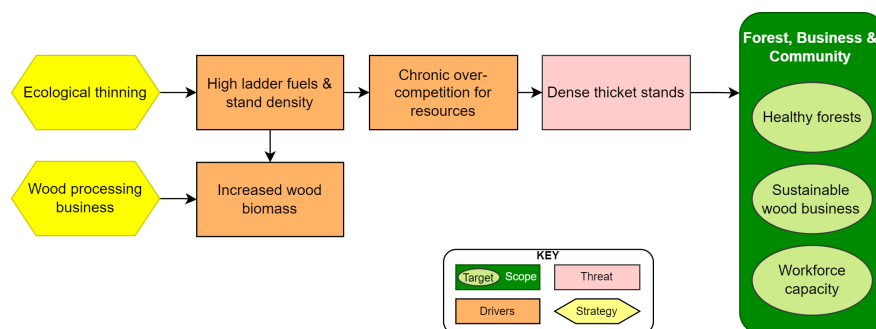 Forest, Business &
Community
Ecological thinning
High ladder fuels &
stand density
Chronic over-
competition for
resources
Dense thicket stands
Healthy forests
Wood processing
business
Increased wood
biomass
Sustainable
wood business
Workforce
capacity
KEY
Target
Scope
Threat
Drivers
Strategy